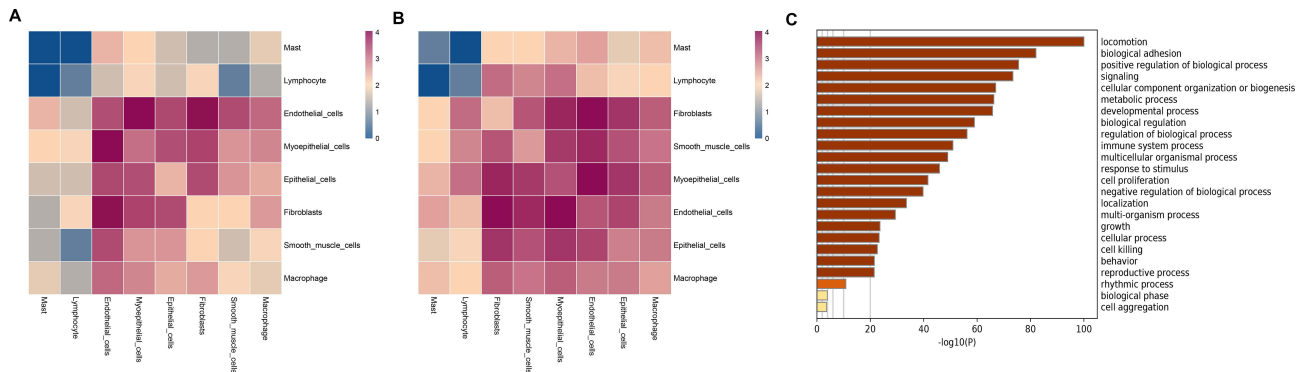 A
Mast
Lymphocyte
Endothelial_cells
Myoepithelial_cells
Epithelial_cells
Fibroblasts
Smooth_muscle_cells
Macrophage
Mast
Lymphocyte
Endothelial_cells
Myoepithelial_cells
Epithelial_cells
Fibroblasts
Smooth_muscle_cells
Macrophage
4
3
2
1
0
B
Mast
Lymphocyte
Fibroblasts
Smooth_muscle_cells
Myoepithelial_cells
Endothelial_cells
Epithelial_cells
Macrophage
Mast
Lymphocyte
Fibroblasts
Smooth_muscle_cells
Myoepithelial_cells
Endothelial_cells
Epithelial_cells
Macrophage
4
3
2
1
0
C
locomotion
biological adhesion
positive regulation of biological process
signaling
cellular component organization or biogenesis
metabolic process
developmental process
biological regulation
regulation of biological process
immune system process
multicellular organismal process
response to stimulus
cell proliferation
negative regulation of biological process
localization
multi-organism process
growth
cellular process
cell killing
behavior
reproductive process
rhythmic process
biological phase
cell aggregation
0 20 40 60 80 100
-log10(P)